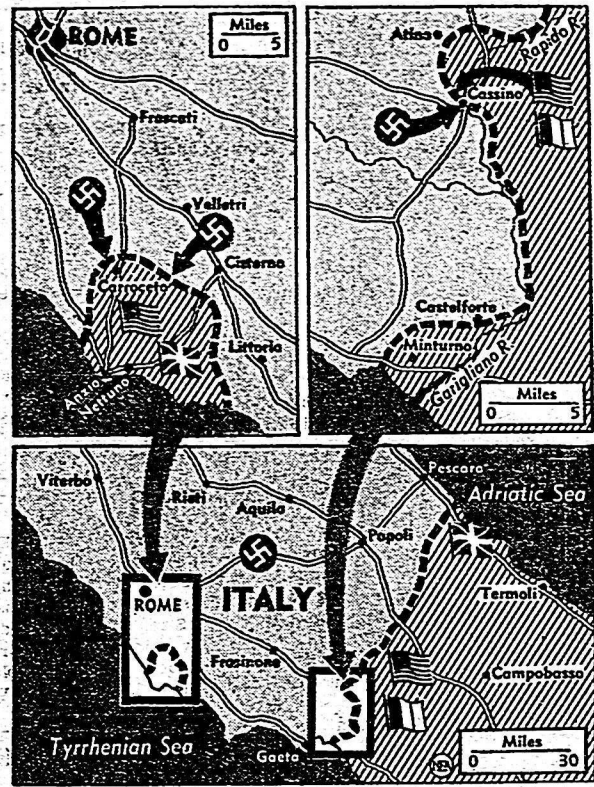 ROME
Miles
0 5
Frascati
Velletri
Cisterna
Carroceto
Littoria
Anzio
Nettuno
Atina
Rapido R.
Cassino
Castelforte
Minturno
Garigliano R.
Miles
0 5
Viterbo
Rieti
Aquila
Pescara
Adriatic Sea
Popoli
ROME
ITALY
Termoli
Frosinone
Campobasso
Tyrrhenian Sea
Gaeta
Miles
0 30
NEA